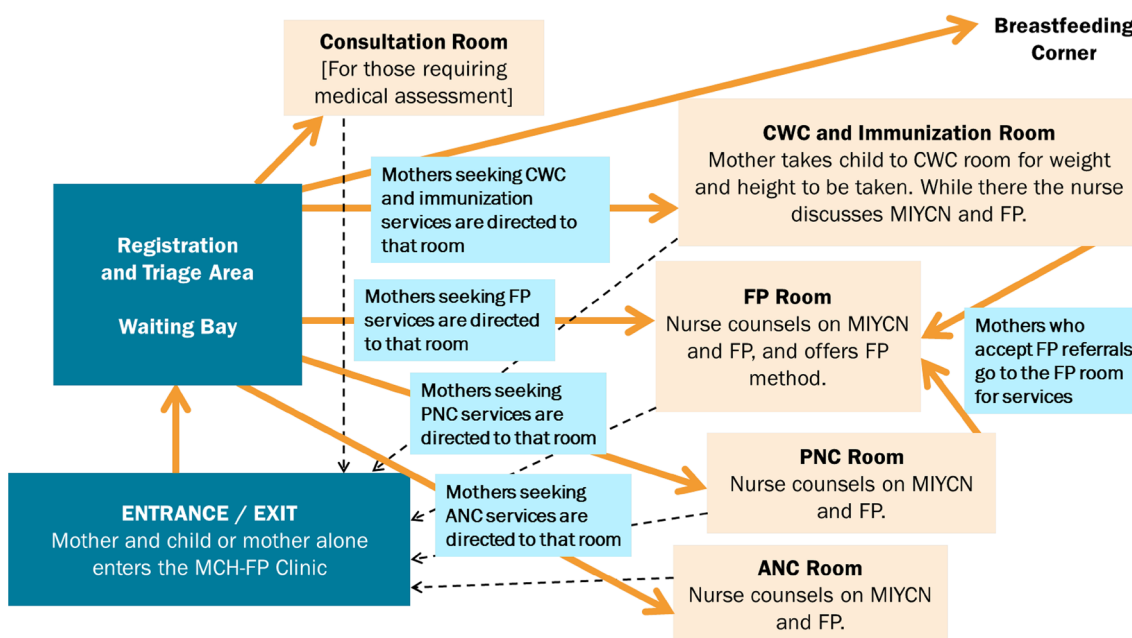 Consultation Room
[For those requiring
medical assessment]
Breastfeeding
Corner
CWC and Immunization Room
Mother takes child to CWC room for weight
and height to be taken. While there the nurse
discusses MIYCN and FP.
Mothers seeking CWC
and immunization
services are directed to
that room
Registration
and Triage Area
Waiting Bay
Mothers seeking FP
services are directed
to that room
FP Room
Nurse counsels on MIYCN
and FP, and offers FP
method.
Mothers who
accept FP referrals
go to the FP room
for services
Mothers seeking
PNC services are
directed to that room
PNC Room
Nurse counsels on MIYCN
and FP.
ENTRANCE / EXIT
Mother and child or mother alone
enters the MCH-FP Clinic
Mothers seeking
ANC services are
directed to that room
ANC Room
Nurse counsels on MIYCN
and FP.